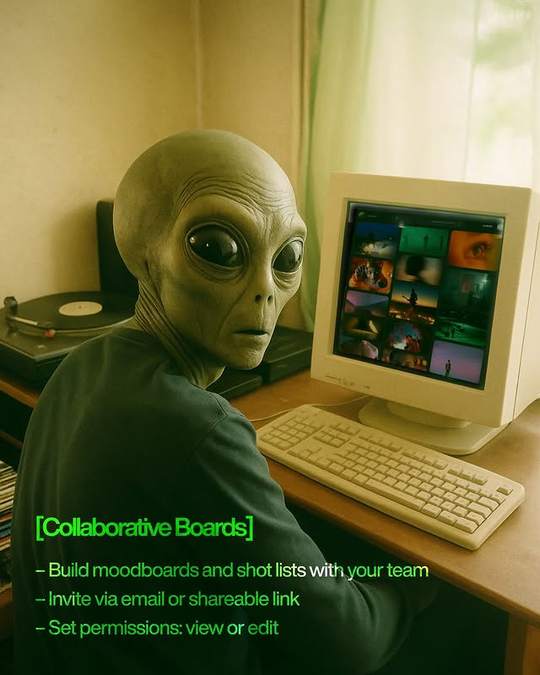 [Collaborative Boards]
– Build moodboards and shot lists with your team
– Invite via email or shareable link
– Set permissions: view or edit